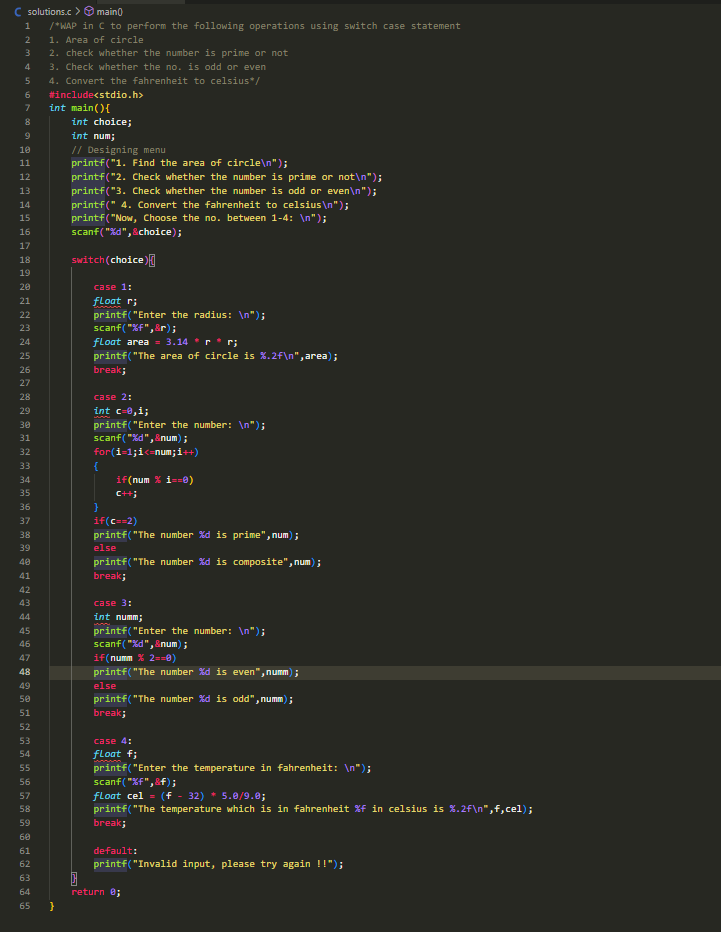 solutions.c > main()
1 /*WAP in C to perform the following operations using switch case statement
2 1. Area of circle
3 2. check whether the number is prime or not
4 3. Check whether the no. is odd or even
5 4. Convert the fahrenheit to celsius*/
6 #include<stdio.h>
7 int main(){
8 int choice;
9 int num;
10 // Designing menu
11 printf("1. Find the area of circle\n");
12 printf("2. Check whether the number is prime or not\n");
13 printf("3. Check whether the number is odd or even\n");
14 printf(" 4. Convert the fahrenheit to celsius\n");
15 printf("Now, Choose the no. between 1-4: \n");
16 scanf("%d",&choice);
17
18 switch(choice){
19
20 case 1:
21 float r;
22 printf("Enter the radius: \n");
23 scanf("%f",&r);
24 float area = 3.14 * r * r;
25 printf("The area of circle is %.2f\n",area);
26 break;
27
28 case 2:
29 int c=0,i;
30 printf("Enter the number: \n");
31 scanf("%d",&num);
32 for(i=1;i<=num;i++)
33 {
34 if(num % i==0)
35 c++;
36 }
37 if(c==2)
38 printf("The number %d is prime",num);
39 else
40 printf("The number %d is composite",num);
41 break;
42
43 case 3:
44 int numm;
45 printf("Enter the number: \n");
46 scanf("%d",&num);
47 if(numm % 2==0)
48 printf("The number %d is even",numm);
49 else
50 printf("The number %d is odd",numm);
51 break;
52
53 case 4:
54 float f;
55 printf("Enter the temperature in fahrenheit: \n");
56 scanf("%f",&f);
57 float cel = (f - 32) * 5.0/9.0;
58 printf("The temperature which is in fahrenheit %f in celsius is %.2f\n",f,cel);
59 break;
60
61 default:
62 printf("Invalid input, please try again !!");
63 }
64 return 0;
65 }